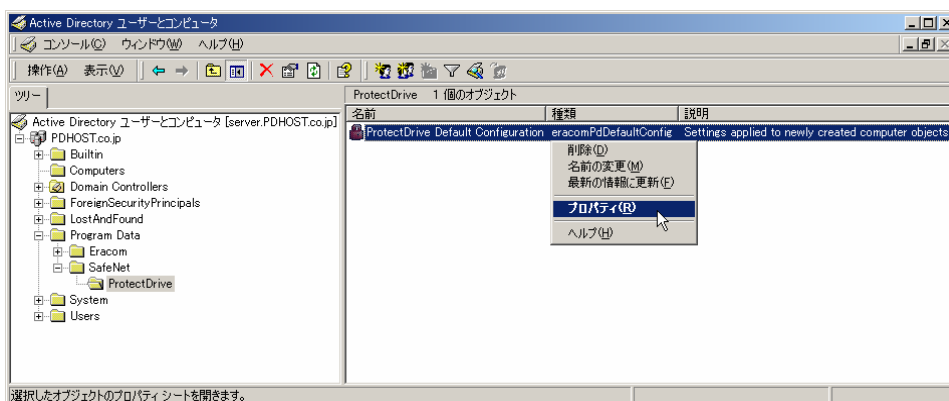 Active Directory ユーザーとコンピュータ
コンソール(C) ウィンドウ(W) ヘルプ(H)
操作(A) 表示(V)
ツリー
ProtectDrive 1 個のオブジェクト
Active Directory ユーザーとコンピュータ [server.PDHOST.co.jp]
PDHOST.co.jp
Builtin
Computers
Domain Controllers
ForeignSecurityPrincipals
LostAndFound
Program Data
Eracom
SafeNet
ProtectDrive
System
Users
名前 種類 説明
ProtectDrive Default Configuration eracomPdDefaultConfig Settings applied to newly created computer objects
削除(D)
名前の変更(M)
最新の情報に更新(F)
プロパティ(R)
ヘルプ(H)
選択したオブジェクトのプロパティ シートを開きます。